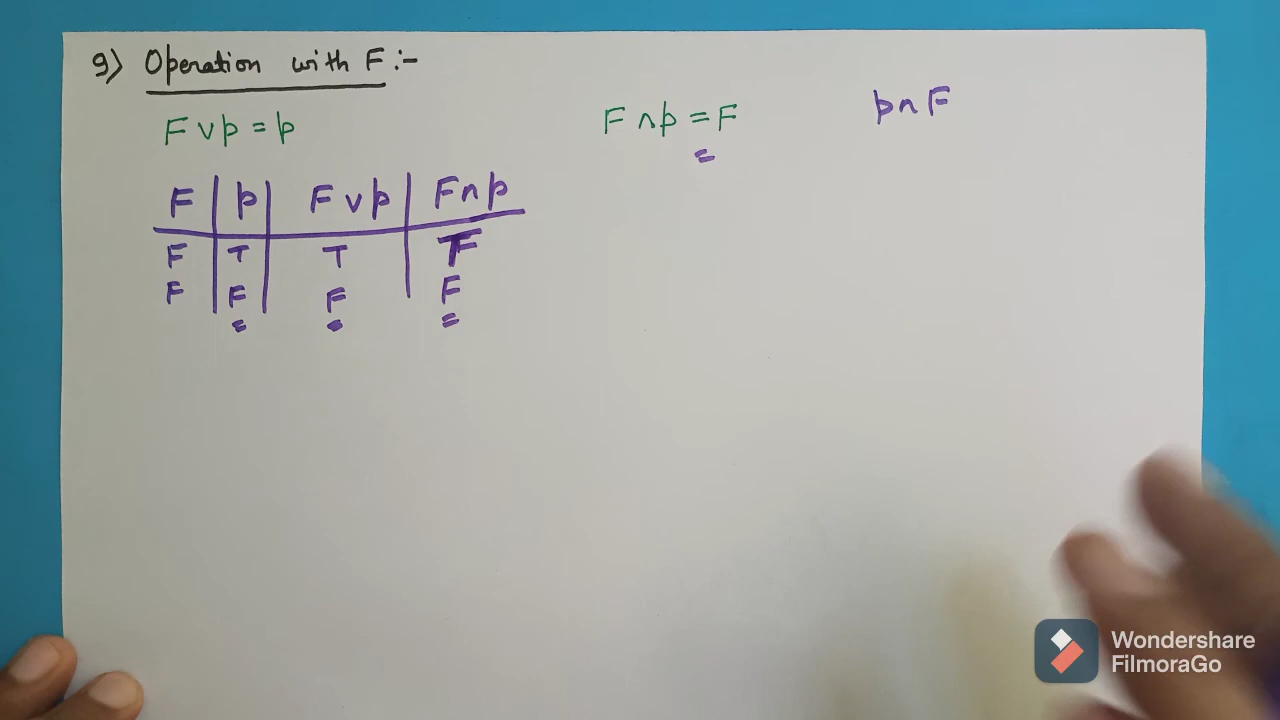 9) Operation with F :-
F ∨ p = p
F ∧ p = F
p ∧ F
F | p | F ∨ p | F ∧ p
F | T | T | F
F | F | F | F
Wondershare
FilmoraGo